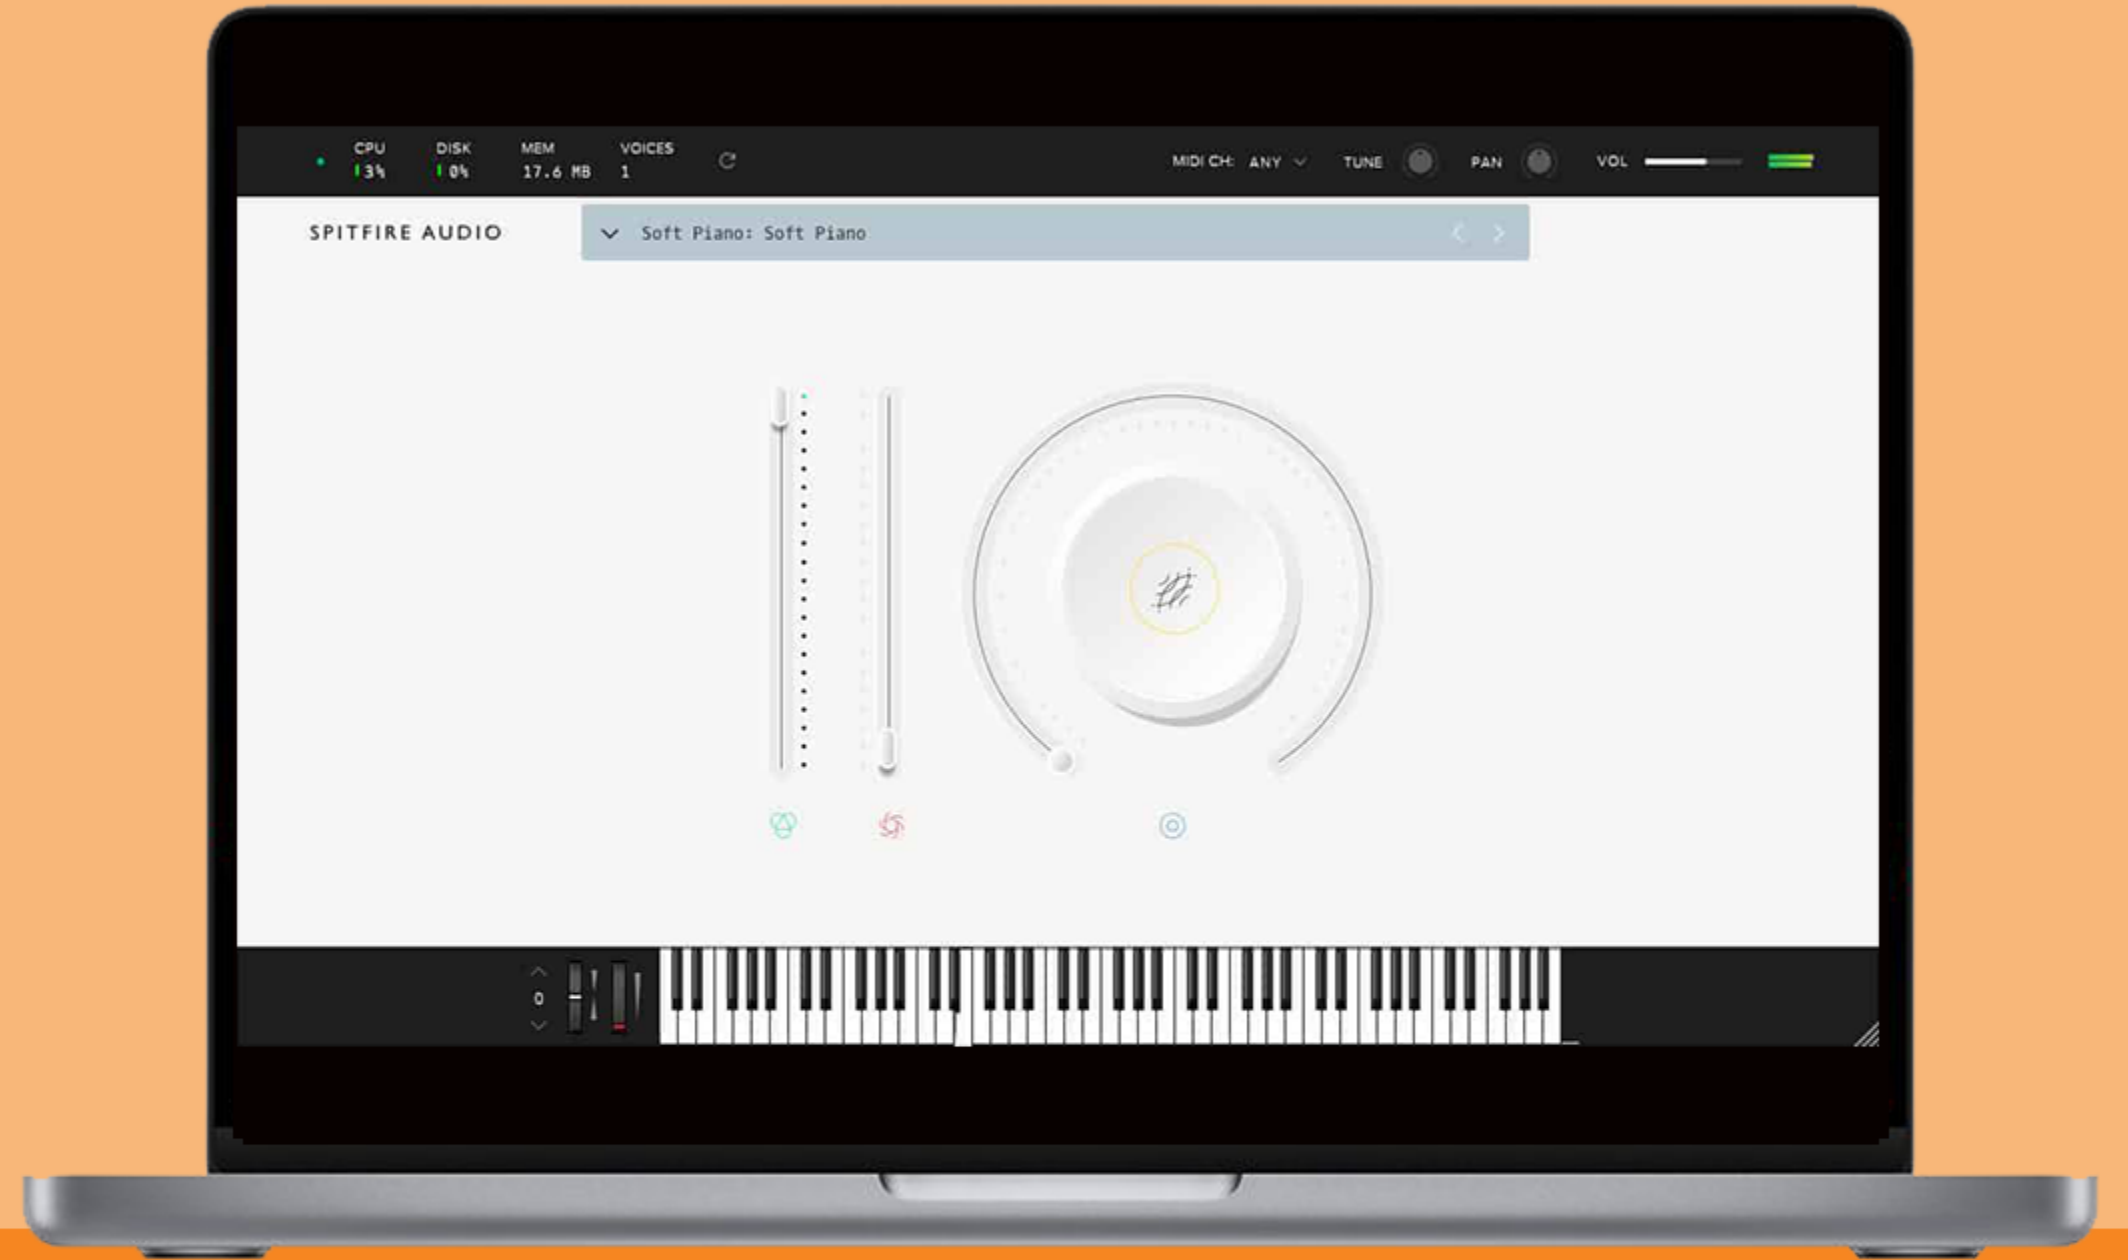 CPU DISK MEM VOICES
3% 0% 17.6 MB 1
MIDI CH: ANY TUNE PAN VOL
SPITFIRE AUDIO
Soft Piano: Soft Piano
0